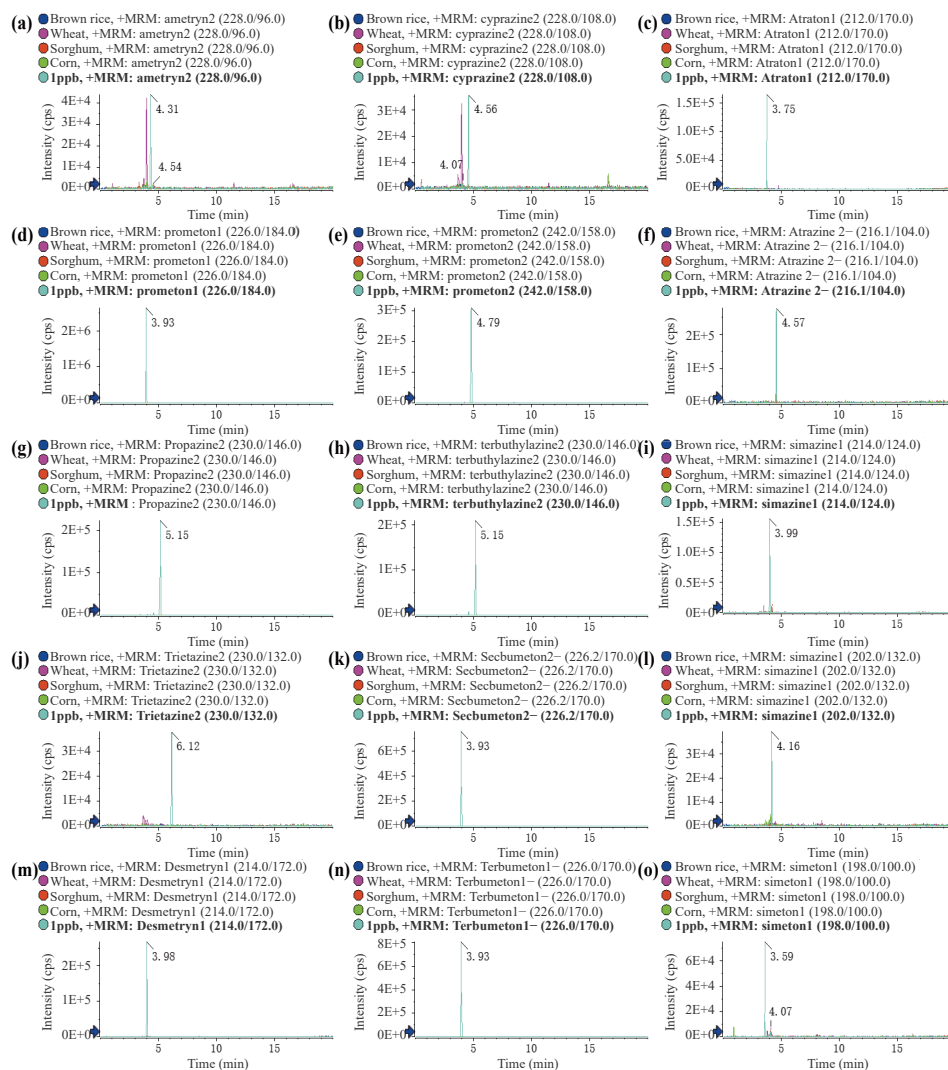 (a) Brown rice, +MRM: ametryn2 (228.0/96.0)
Wheat, +MRM: ametryn2 (228.0/96.0)
Sorghum, +MRM: ametryn2 (228.0/96.0)
Corn, +MRM: ametryn2 (228.0/96.0)
1ppb, +MRM: ametryn2 (228.0/96.0)
Intensity (cps)
4E+4
3E+4
2E+4
1E+4
0E+0
4.31
4.54
5 10 15
Time (min)
(b) Brown rice, +MRM: cyprazine2 (228.0/108.0)
Wheat, +MRM: cyprazine2 (228.0/108.0)
Sorghum, +MRM: cyprazine2 (228.0/108.0)
Corn, +MRM: cyprazine2 (228.0/108.0)
1ppb, +MRM: cyprazine2 (228.0/108.0)
Intensity (cps)
3E+4
2E+4
1E+4
0E+0
4.56
4.07
5 10 15
Time (min)
(c) Brown rice, +MRM: Atraton1 (212.0/170.0)
Wheat, +MRM: Atraton1 (212.0/170.0)
Sorghum, +MRM: Atraton1 (212.0/170.0)
Corn, +MRM: Atraton1 (212.0/170.0)
1ppb, +MRM: Atraton1 (212.0/170.0)
Intensity (cps)
1.5E+5
1.0E+5
5.0E+4
0.0E+0
3.75
5 10 15
Time (min)
(d) Brown rice, +MRM: prometon1 (226.0/184.0)
Wheat, +MRM: prometon1 (226.0/184.0)
Sorghum, +MRM: prometon1 (226.0/184.0)
Corn, +MRM: prometon1 (226.0/184.0)
1ppb, +MRM: prometon1 (226.0/184.0)
Intensity (cps)
2E+6
1E+6
0E+0
3.93
5 10 15
Time (min)
(e) Brown rice, +MRM: prometon2 (242.0/158.0)
Wheat, +MRM: prometon2 (242.0/158.0)
Sorghum, +MRM: prometon2 (242.0/158.0)
Corn, +MRM: prometon2 (242.0/158.0)
1ppb, +MRM: prometon2 (242.0/158.0)
Intensity (cps)
3E+5
2E+5
1E+5
0E+0
4.79
5 10 15
Time (min)
(f) Brown rice, +MRM: Atrazine 2− (216.1/104.0)
Wheat, +MRM: Atrazine 2− (216.1/104.0)
Sorghum, +MRM: Atrazine 2− (216.1/104.0)
Corn, +MRM: Atrazine 2− (216.1/104.0)
1ppb, +MRM: Atrazine 2− (216.1/104.0)
Intensity (cps)
2E+5
1E+5
0E+0
4.57
5 10 15
Time (min)
(g) Brown rice, +MRM: Propazine2 (230.0/146.0)
Wheat, +MRM: Propazine2 (230.0/146.0)
Sorghum, +MRM: Propazine2 (230.0/146.0)
Corn, +MRM: Propazine2 (230.0/146.0)
1ppb, +MRM : Propazine2 (230.0/146.0)
Intensity (cps)
2E+5
1E+5
0E+0
5.15
5 10 15
Time (min)
(h) Brown rice, +MRM: terbuthylazine2 (230.0/146.0)
Wheat, +MRM: terbuthylazine2 (230.0/146.0)
Sorghum, +MRM: terbuthylazine2 (230.0/146.0)
Corn, +MRM: terbuthylazine2 (230.0/146.0)
1ppb, +MRM: terbuthylazine2 (230.0/146.0)
Intensity (cps)
2E+5
1E+5
0E+0
5.15
5 10 15
Time (min)
(i) Brown rice, +MRM: simazine1 (214.0/124.0)
Wheat, +MRM: simazine1 (214.0/124.0)
Sorghum, +MRM: simazine1 (214.0/124.0)
Corn, +MRM: simazine1 (214.0/124.0)
1ppb, +MRM: simazine1 (214.0/124.0)
Intensity (cps)
1.5E+5
1.0E+5
5.0E+4
0.0E+0
3.99
5 10 15
Time (min)
(j) Brown rice, +MRM: Trietazine2 (230.0/132.0)
Wheat, +MRM: Trietazine2 (230.0/132.0)
Sorghum, +MRM: Trietazine2 (230.0/132.0)
Corn, +MRM: Trietazine2 (230.0/132.0)
1ppb, +MRM: Trietazine2 (230.0/132.0)
Intensity (cps)
3E+4
2E+4
1E+4
0E+0
6.12
5 10 15
Time (min)
(k) Brown rice, +MRM: Secbumeton2− (226.2/170.0)
Wheat, +MRM: Secbumeton2− (226.2/170.0)
Sorghum, +MRM: Secbumeton2− (226.2/170.0)
Corn, +MRM: Secbumeton2− (226.2/170.0)
1ppb, +MRM: Secbumeton2− (226.2/170.0)
Intensity (cps)
6E+5
4E+5
2E+5
0E+0
3.93
5 10 15
Time (min)
(l) Brown rice, +MRM: simazine1 (202.0/132.0)
Wheat, +MRM: simazine1 (202.0/132.0)
Sorghum, +MRM: simazine1 (202.0/132.0)
Corn, +MRM: simazine1 (202.0/132.0)
1ppb, +MRM: simazine1 (202.0/132.0)
Intensity (cps)
3E+4
2E+4
1E+4
0E+0
4.16
5 10 15
Time (min)
(m) Brown rice, +MRM: Desmetryn1 (214.0/172.0)
Wheat, +MRM: Desmetryn1 (214.0/172.0)
Sorghum, +MRM: Desmetryn1 (214.0/172.0)
Corn, +MRM: Desmetryn1 (214.0/172.0)
1ppb, +MRM: Desmetryn1 (214.0/172.0)
Intensity (cps)
2E+5
1E+5
0E+0
3.98
5 10 15
Time (min)
(n) Brown rice, +MRM: Terbumeton1− (226.0/170.0)
Wheat, +MRM: Terbumeton1− (226.0/170.0)
Sorghum, +MRM: Terbumeton1− (226.0/170.0)
Corn, +MRM: Terbumeton1− (226.0/170.0)
1ppb, +MRM: Terbumeton1− (226.0/170.0)
Intensity (cps)
8E+5
6E+5
4E+5
2E+5
0E+0
3.93
5 10 15
Time (min)
(o) Brown rice, +MRM: simeton1 (198.0/100.0)
Wheat, +MRM: simeton1 (198.0/100.0)
Sorghum, +MRM: simeton1 (198.0/100.0)
Corn, +MRM: simeton1 (198.0/100.0)
1ppb, +MRM: simeton1 (198.0/100.0)
Intensity (cps)
6E+4
4E+4
2E+4
0E+0
3.59
4.07
5 10 15
Time (min)